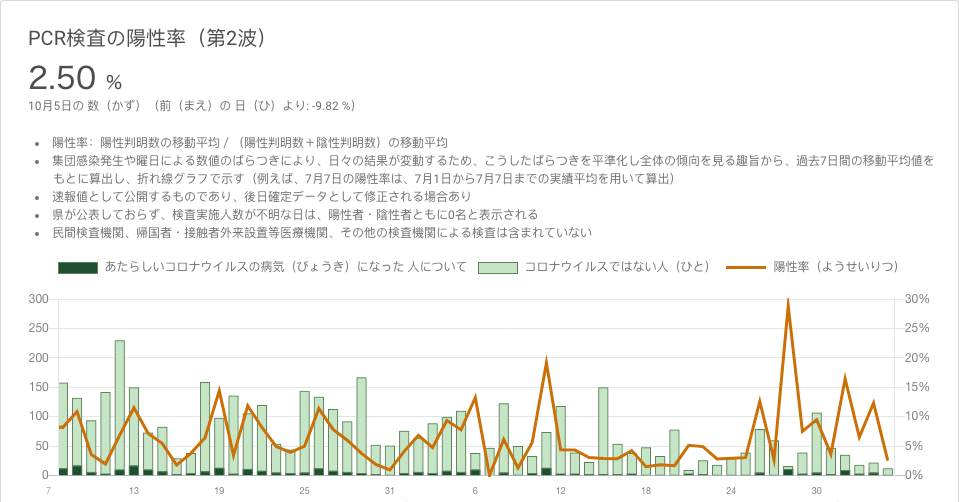 PCR検査の陽性率（第2波）
2.50 %
10月5日の 数（かず）（前（まえ）の 日（ひ）より: -9.82 %）
• 陽性率： 陽性判明数の移動平均 / （陽性判明数＋陰性判明数）の移動平均
• 集団感染発生や曜日による数値のばらつきにより、日々の結果が変動するため、こうしたばらつきを平準化し全体の傾向を見る趣旨から、過去7日間の移動平均値を
もとに算出し、折れ線グラフで示す（例えば、7月7日の陽性率は、7月1日から7月7日までの実績平均を用いて算出）
• 速報値として公開するものであり、後日確定データとして修正される場合あり
• 県が公表しておらず、検査実施人数が不明な日は、陽性者・陰性者ともに0名と表示される
• 民間検査機関、帰国者・接触者外来設置等医療機関、その他の検査機関による検査は含まれていない
あたらしいコロナウイルスの病気（びょうき）になった 人について コロナウイルスではない人（ひと） 陽性率（ようせいりつ）
300 30%
250 25%
200 20%
150 15%
100 10%
50 5%
0 0%
7 13 19 25 31 6 12 18 24 30